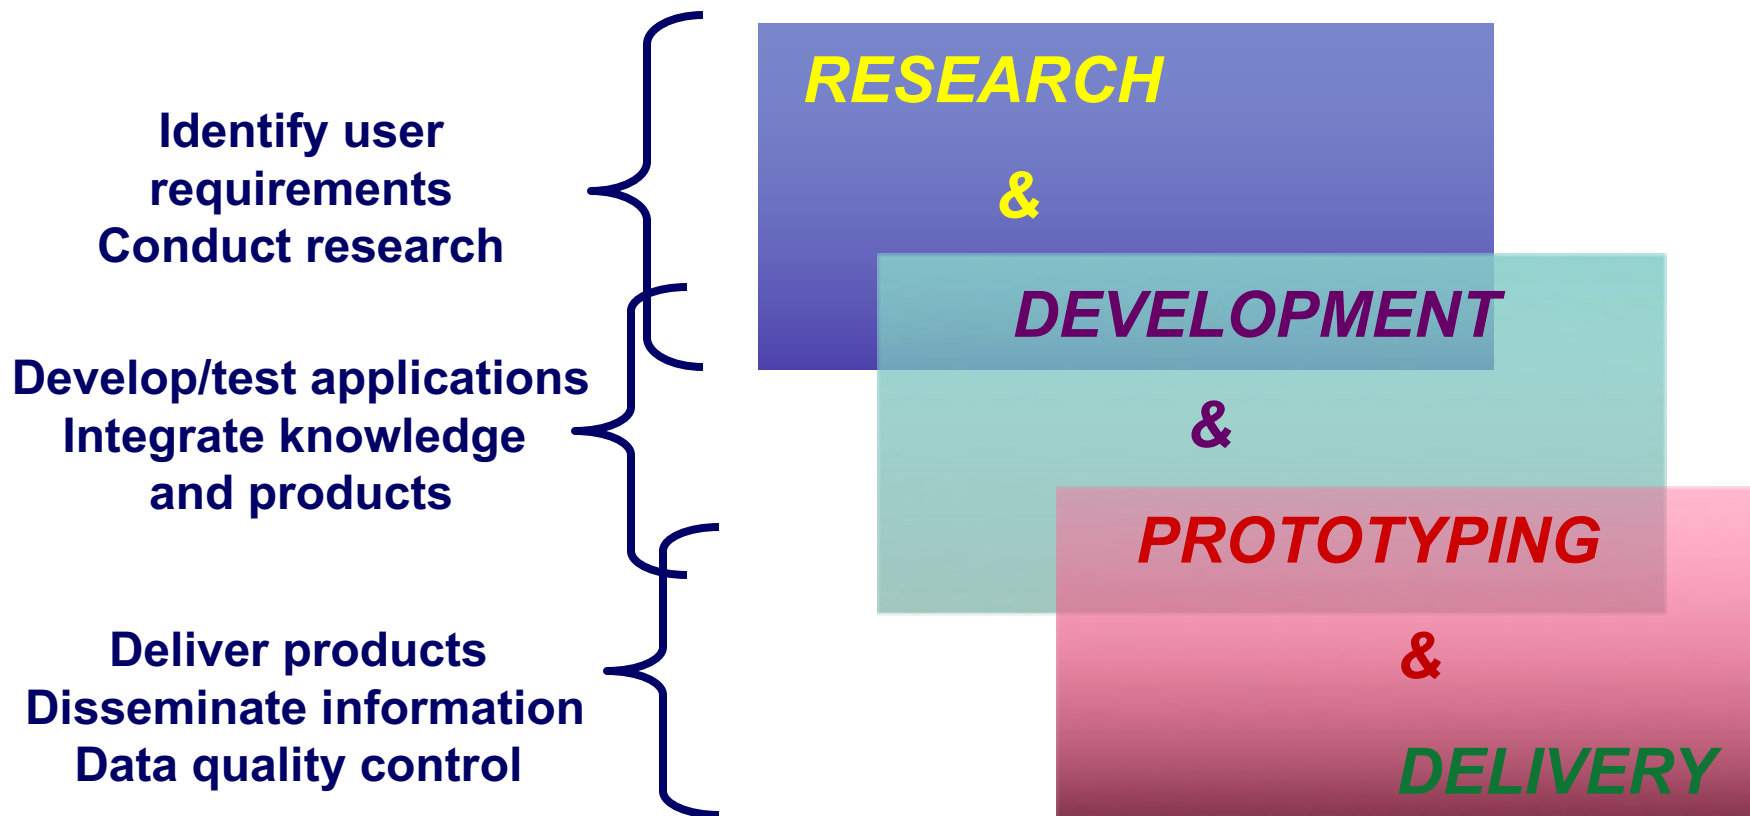 Identify user
requirements
Conduct research
Develop/test applications
Integrate knowledge
and products
Deliver products
Disseminate information
Data quality control
RESEARCH
&
DEVELOPMENT
&
PROTOTYPING
&
DELIVERY